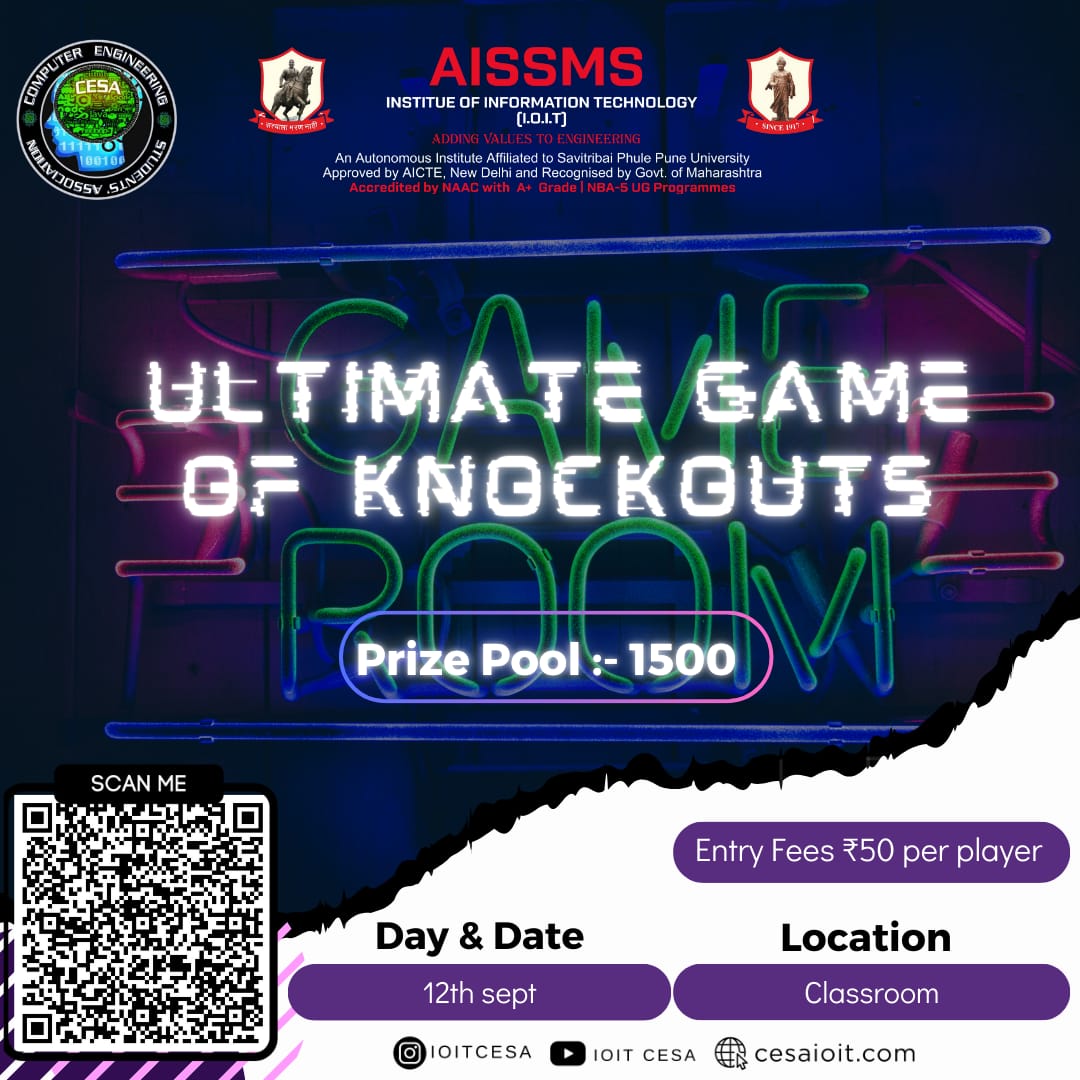 COMPUTER ENGINEERING
STUDENTS' ASSOCIATION
CESA
AISSMS
INSTITUE OF INFORMATION TECHNOLOGY
(I.O.I.T)
ADDING VALUES TO ENGINEERING
An Autonomous Institute Affiliated to Savitribai Phule Pune University
Approved by AICTE, New Delhi and Recognised by Govt. of Maharashtra
Accredited by NAAC with A+ Grade | NBA-5 UG Programmes
SINCE 1917
GAME
ULTIMATE GAME
OF KNOCKOUTS
ROOM
Prize Pool :- 1500
SCAN ME
Entry Fees ₹50 per player
Day & Date
12th sept
Location
Classroom
IOITCESA
IOIT CESA
cesaioit.com